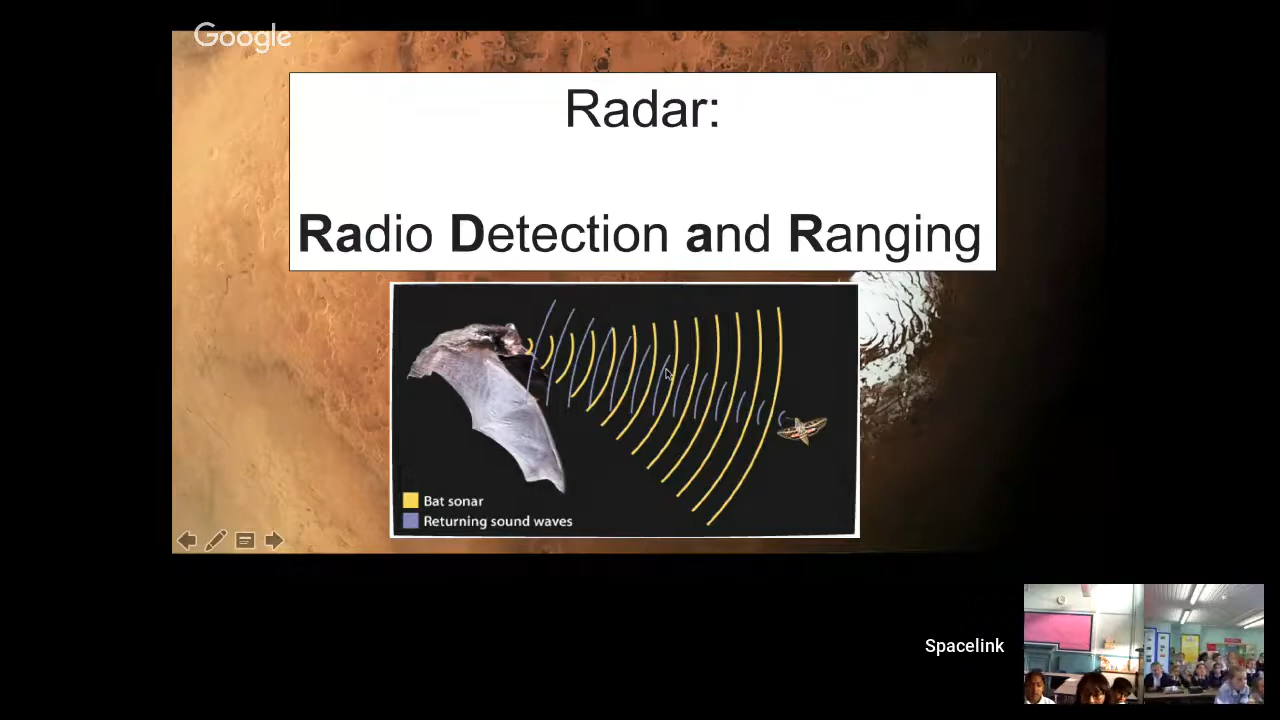 Google
Radar:
Radio Detection and Ranging
Bat sonar
Returning sound waves
Spacelink